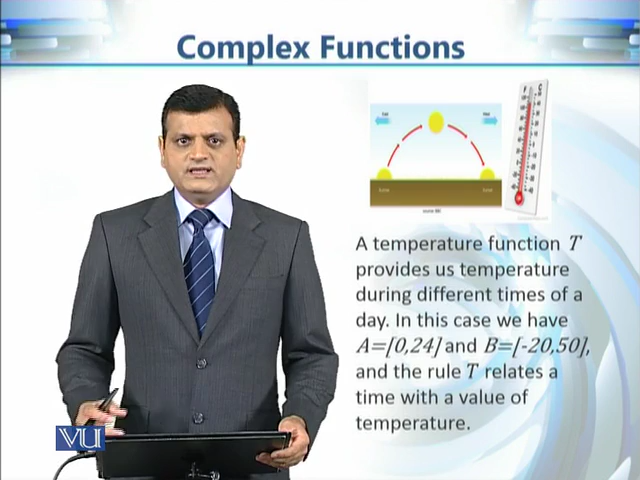 Complex Functions
A temperature function T
provides us temperature
during different times of a
day. In this case we have
A=[0,24] and B=[-20,50],
and the rule T relates a
time with a value of
temperature.
VU